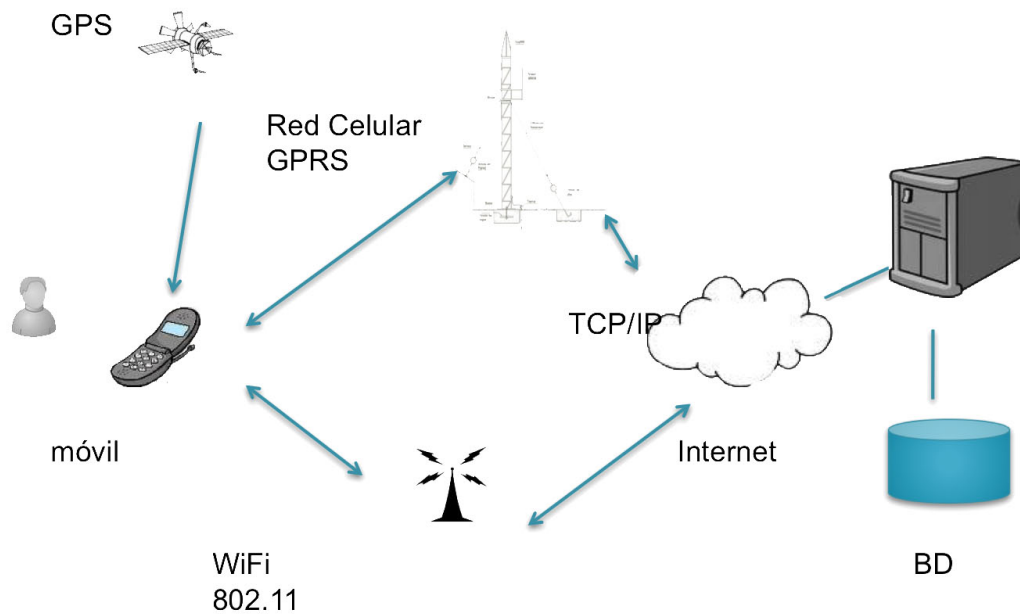 GPS
Red Celular
GPRS
TCP/IP
móvil
Internet
WiFi
802.11
BD